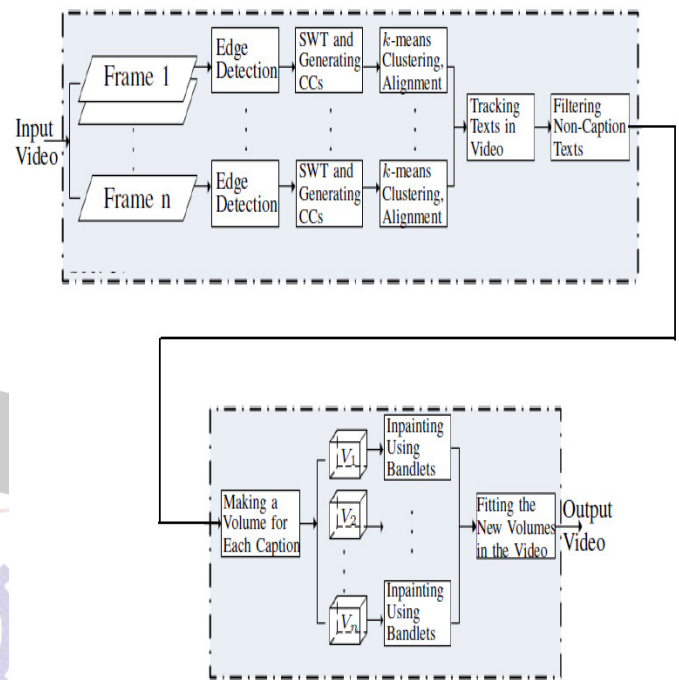 Input
Video
Frame 1
Frame n
Edge
Detection
SWT and
Generating
CCs
k-means
Clustering,
Alignment
Edge
Detection
SWT and
Generating
CCs
k-means
Clustering,
Alignment
Tracking
Texts in
Video
Filtering
Non-Caption
Texts
Making a
Volume for
Each Caption
V1
V2
Vn
Inpainting
Using
Bandlets
Inpainting
Using
Bandlets
Fitting the
New Volumes
in the Video
Output
Video